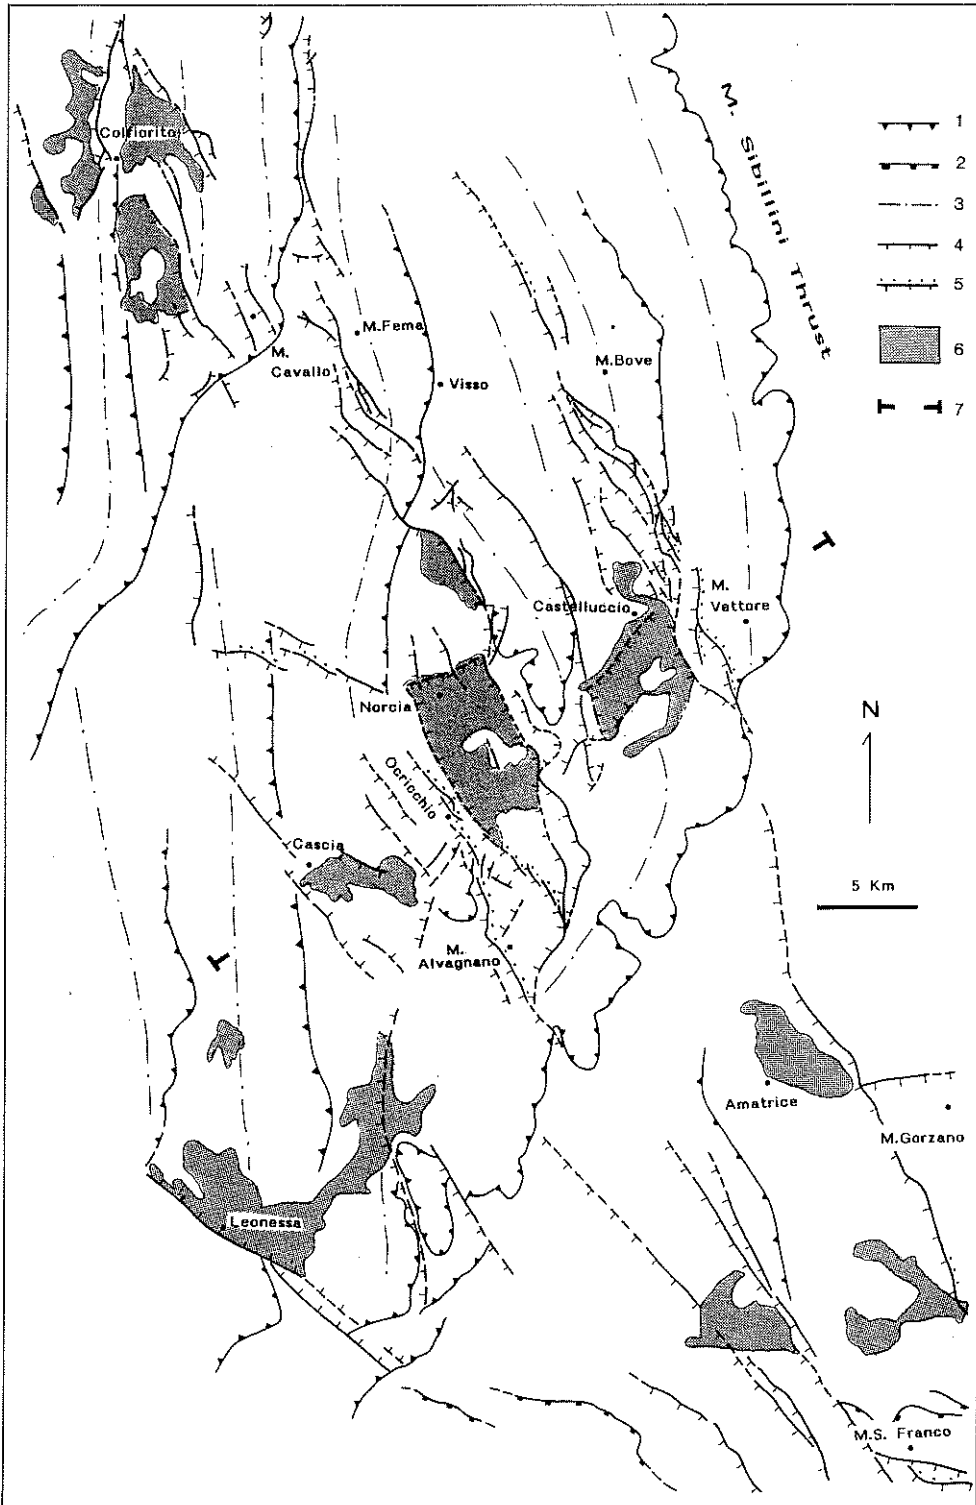 M. Sibillini Thrust
1
2
3
4
5
6
7
Colfiorito
M.Fema
M.
Cavallo
Visso
M.Bove
M.
Vettore
Castelluccio
Norcia
N
Ocricchio
Cascia
5 Km
M.
Alvagnano
Amatrice
M.Gorzano
Leonessa
M.S. Franco